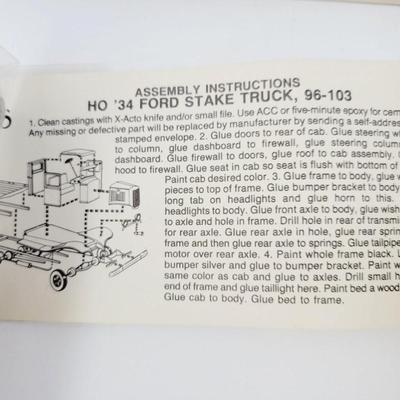 ASSEMBLY INSTRUCTIONS
HO '34 FORD STAKE TRUCK, 96-103
1. Clean castings with X-Acto knife and/or small file. Use ACC or five-minute epoxy for cem
Any missing or defective part will be replaced by manufacturer by sending a self-addre
stamped envelope. 2. Glue doors to rear of cab. Glue steering wh
to column, glue dashboard to firewall, glue column
dashboard. Glue firewall to doors, glue roof to cab assembly.
hood to firewall. Glue seat in cab so seat is flush with bottom of
Paint cab desired color. 3. Glue frame to body, glue w
pieces to top of frame. Glue bumper bracket to body
long tab on headlights and glue horn to this.
headlights to body. Glue front axle to body, glue wish
to axle and hole in frame. Drill hole in rear of transmis
for axle. Glue rear axle in hole, glue rear sprin
frame and then glue rear axle to springs. Glue tailpipe
motor over rear axle. 4. Paint whole frame black.
bumper silver and glue to bumper bracket. Paint w
same color as cab and glue to axles. Drill small h
end of frame and glue taillight here. Paint bed a wood
Glue cab to body. Glue bed to frame.